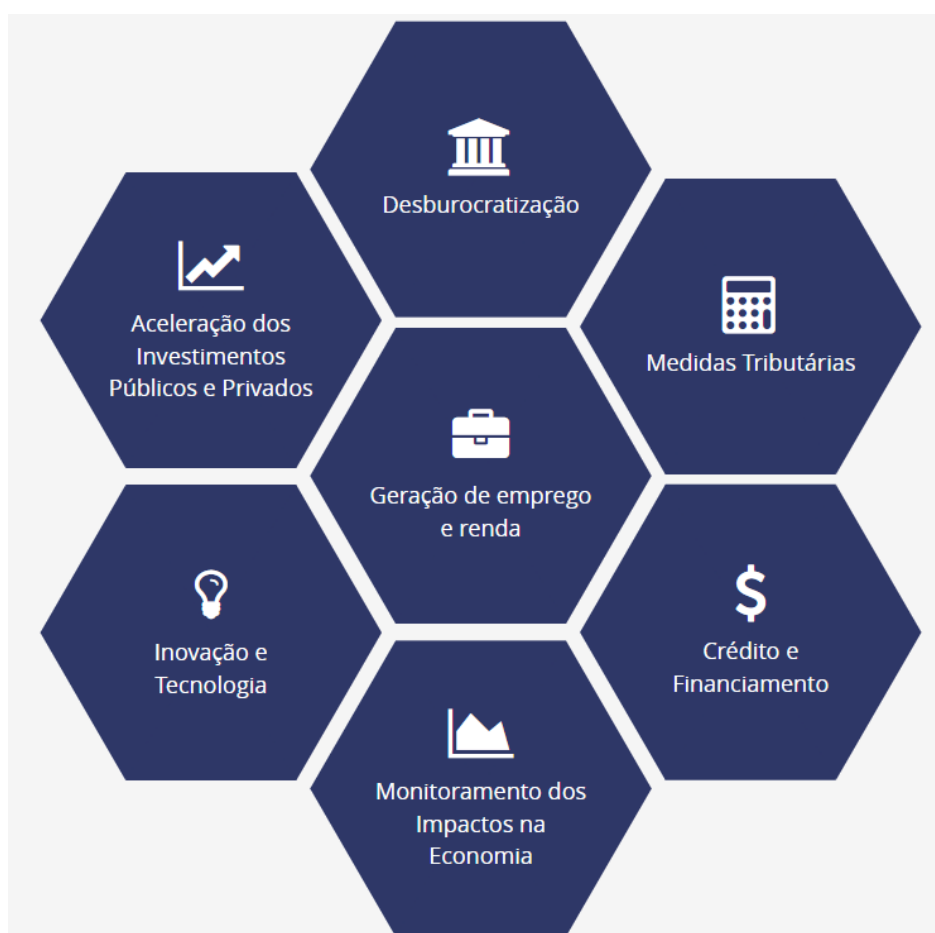 Desburocratização
Aceleração dos
Investimentos
Públicos e Privados
Medidas Tributárias
Geração de emprego
e renda
Inovação e
Tecnologia
Crédito e
Financiamento
Monitoramento dos
Impactos na
Economia